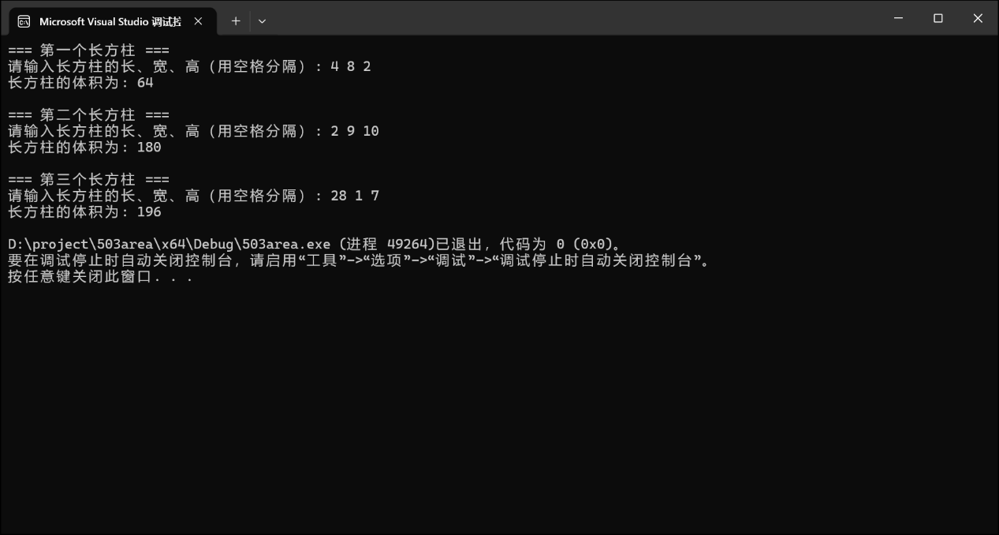 Microsoft Visual Studio 调试控
=== 第一个长方柱 ===
请输入长方柱的长、宽、高（用空格分隔）: 4 8 2
长方柱的体积为: 64
=== 第二个长方柱 ===
请输入长方柱的长、宽、高（用空格分隔）: 2 9 10
长方柱的体积为: 180
=== 第三个长方柱 ===
请输入长方柱的长、宽、高（用空格分隔）: 28 1 7
长方柱的体积为: 196
D:\project\503area\x64\Debug\503area.exe (进程 49264)已退出，代码为 0 (0x0)。
要在调试停止时自动关闭控制台，请启用“工具”->“选项”->“调试”->“调试停止时自动关闭控制台”。
按任意键关闭此窗口. . .